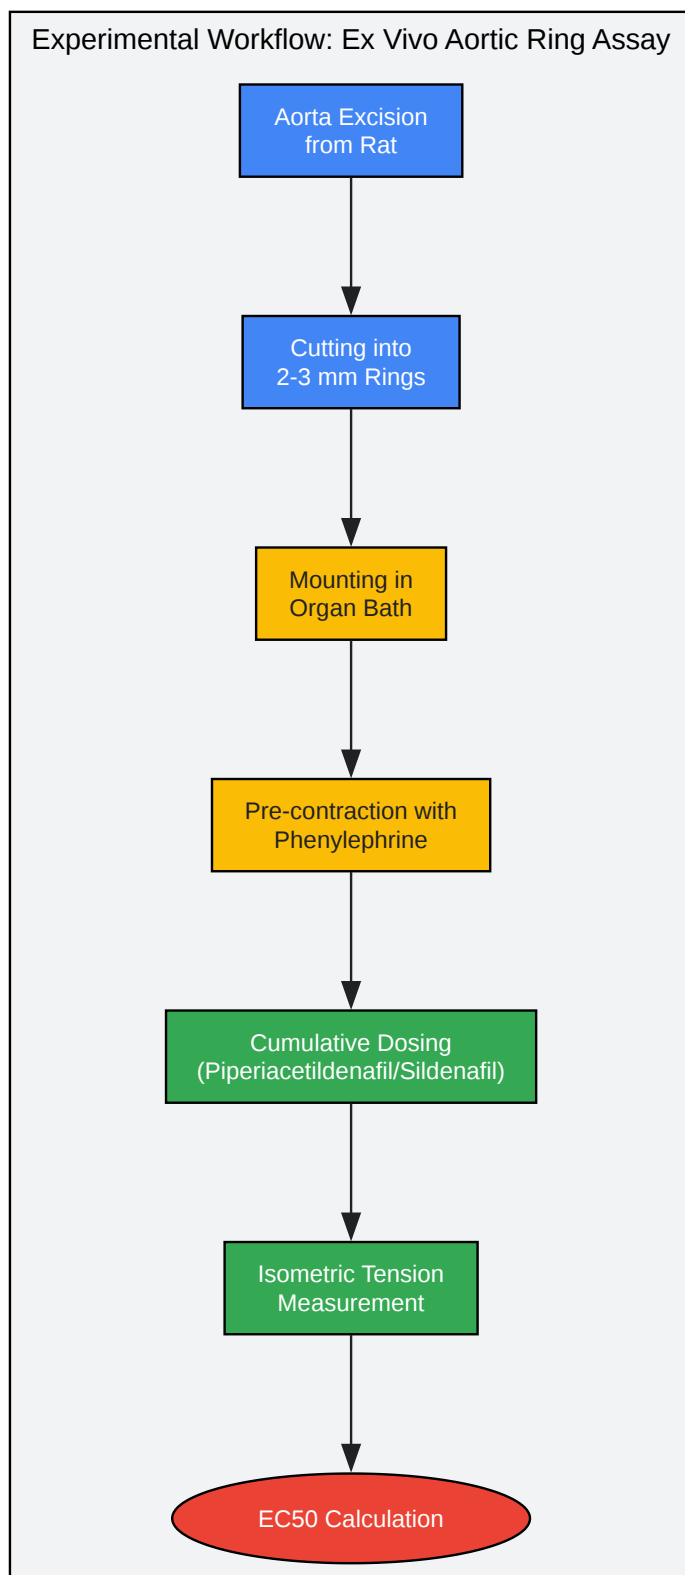 Experimental Workflow: Ex Vivo Aortic Ring Assay
Aorta Excision
from Rat
Cutting into
2-3 mm Rings
Mounting in
Organ Bath
Pre-contraction with
Phenylephrine
Cumulative Dosing
(Piperiacetildenafil/Sildenafil)
Isometric Tension
Measurement
EC50 Calculation